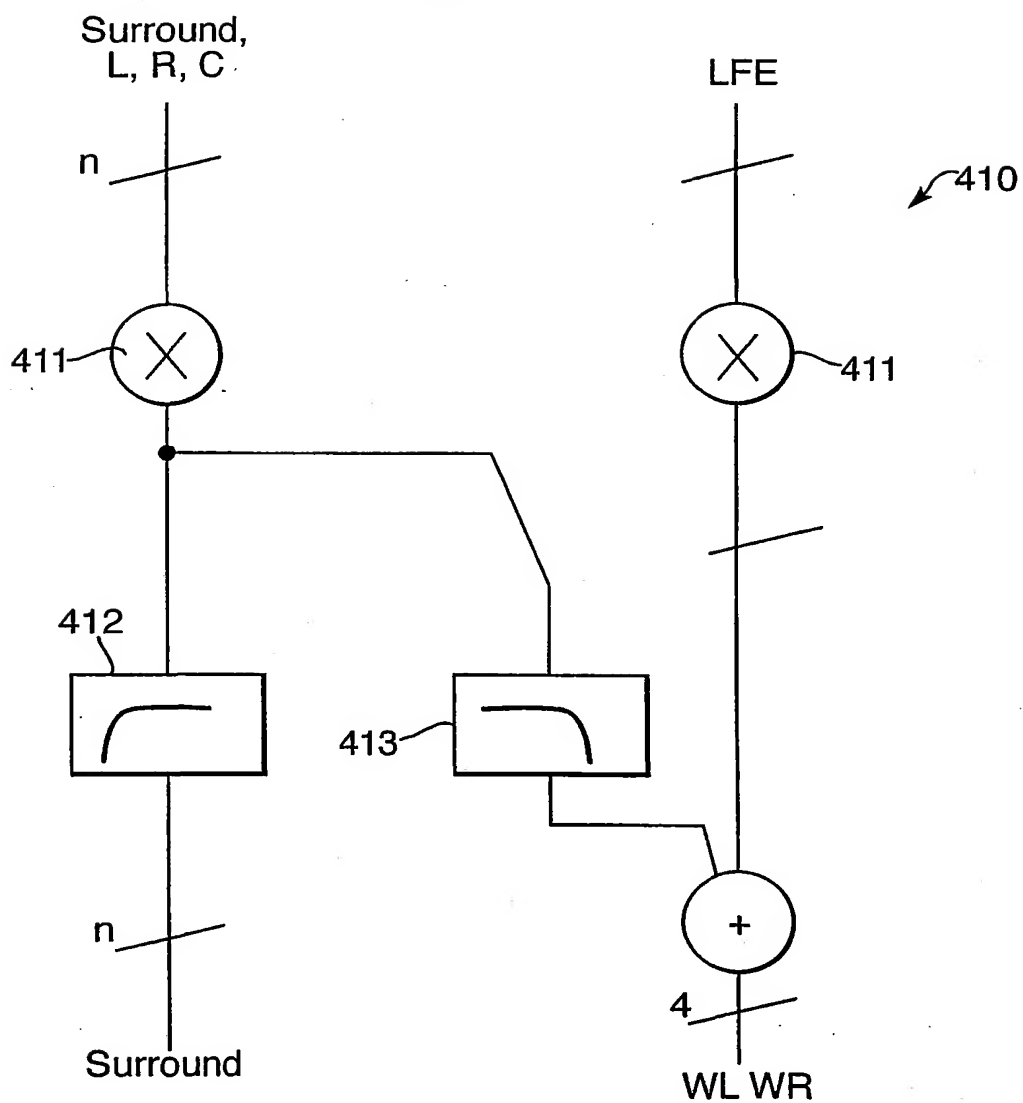 Surround,
L, R, C
LFE
n
410
411
411
412
413
+
n
4
Surround
WL WR